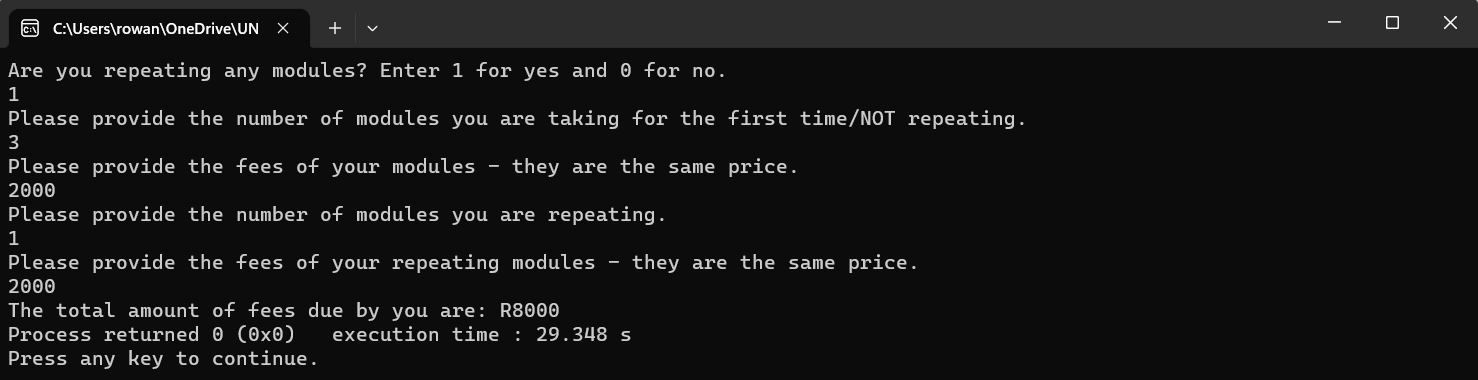 C:\Users\rowan\OneDrive\UN
Are you repeating any modules? Enter 1 for yes and 0 for no.
1
Please provide the number of modules you are taking for the first time/NOT repeating.
3
Please provide the fees of your modules - they are the same price.
2000
Please provide the number of modules you are repeating.
1
Please provide the fees of your repeating modules - they are the same price.
2000
The total amount of fees due by you are: R8000
Process returned 0 (0x0)   execution time : 29.348 s
Press any key to continue.